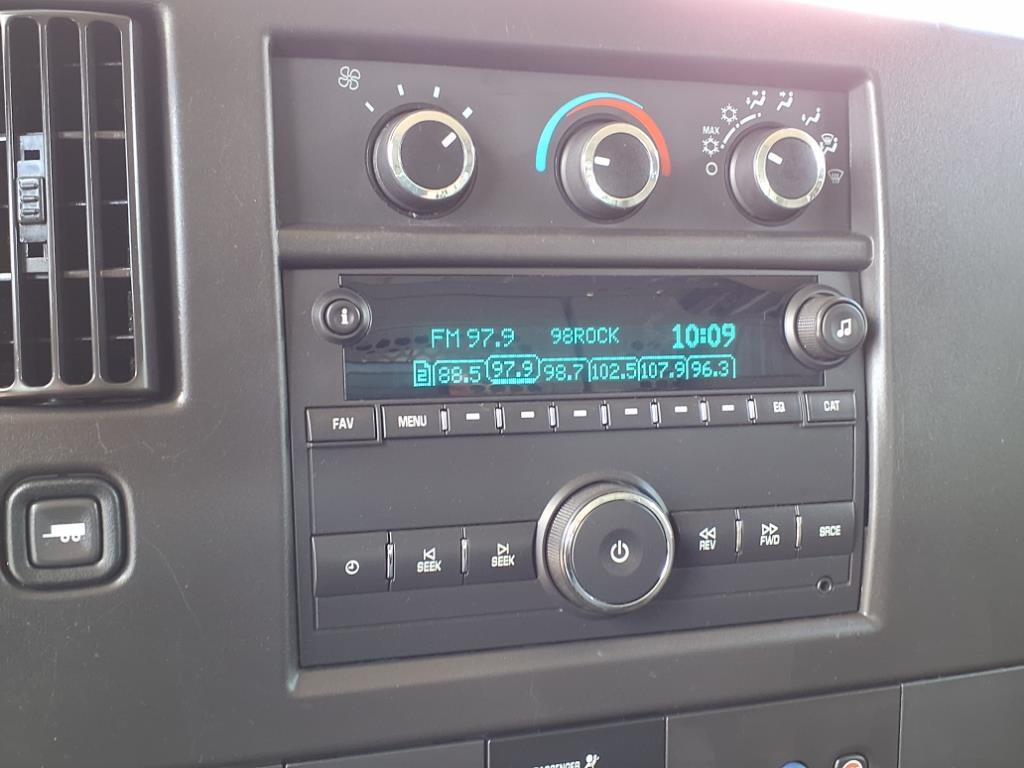 MAX
FM 97.9 98ROCK 10:09
88.5 97.9 98.7 102.5 107.9 96.3
FAV MENU EQ CAT
SEEK SEEK REV FWD SRCE
PASSENGER